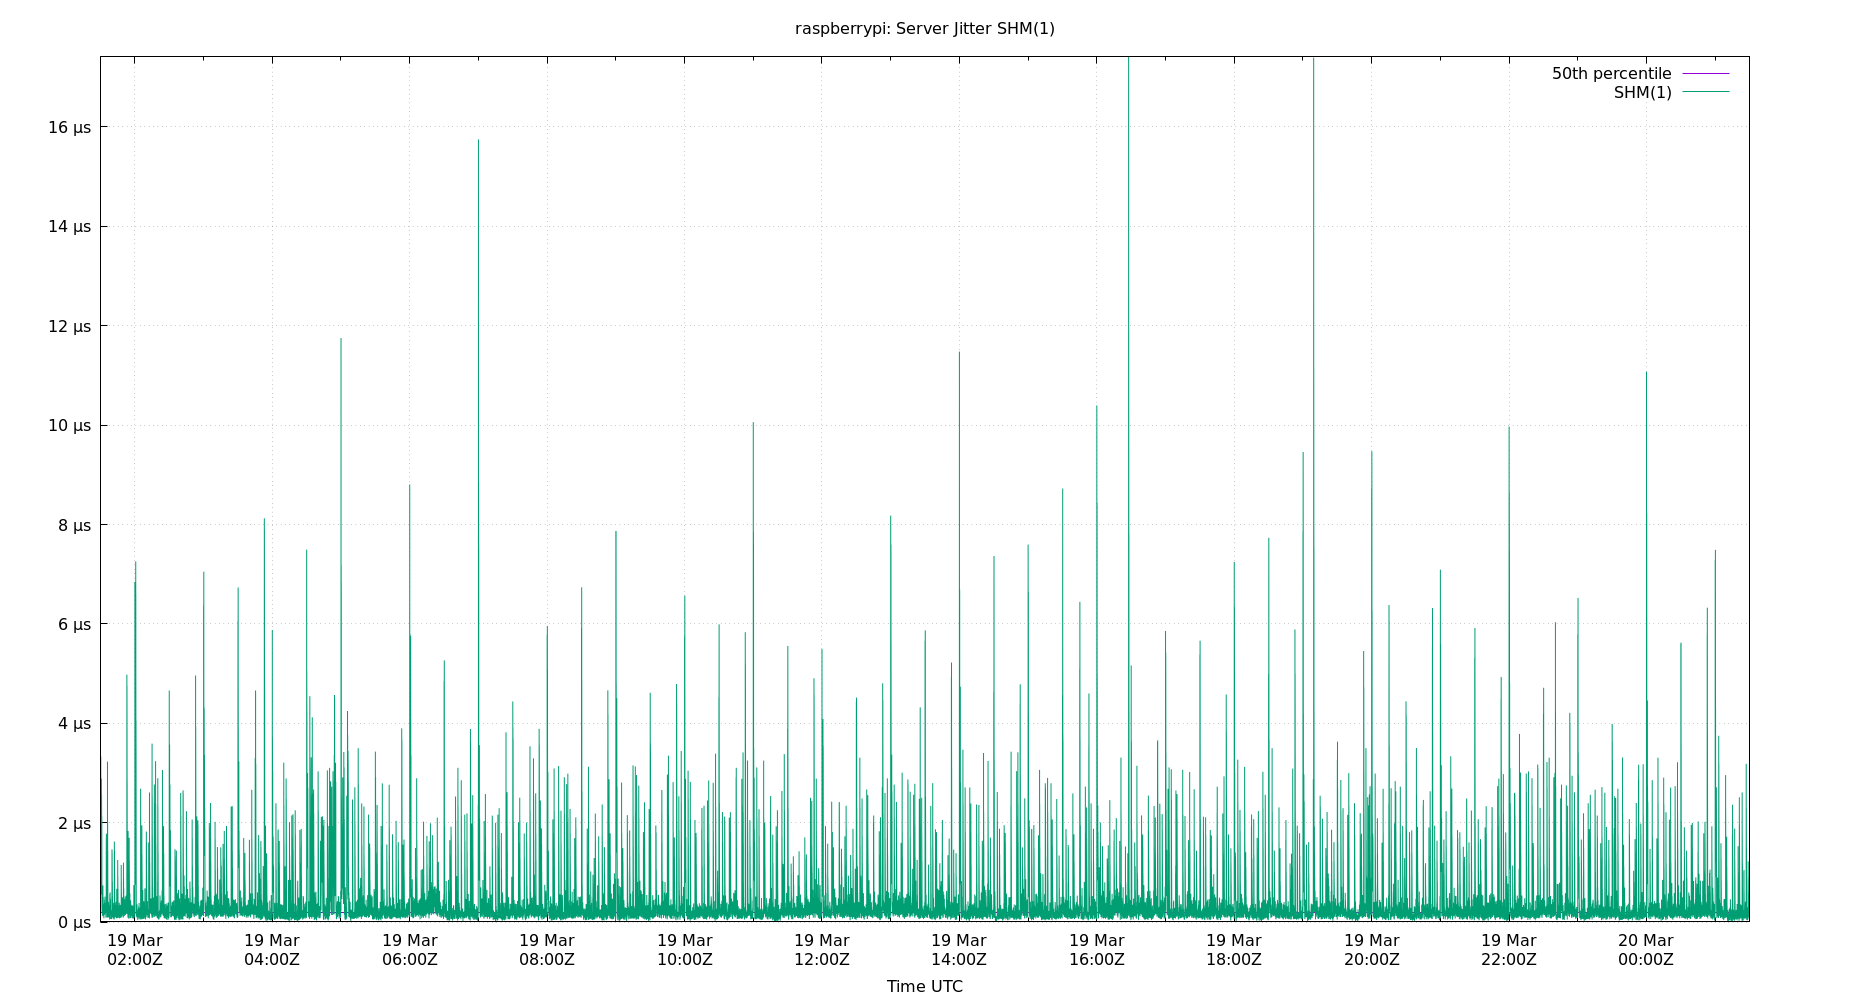 raspberrypi: Server Jitter SHM(1)
50th percentile
SHM(1)
16 µs
14 µs
12 µs
10 µs
8 µs
6 µs
4 µs
2 µs
0 µs
19 Mar 19 Mar 19 Mar 19 Mar 19 Mar 19 Mar 19 Mar 19 Mar 19 Mar 19 Mar 19 Mar 20 Mar
02:00Z 04:00Z 06:00Z 08:00Z 10:00Z 12:00Z 14:00Z 16:00Z 18:00Z 20:00Z 22:00Z 00:00Z
Time UTC